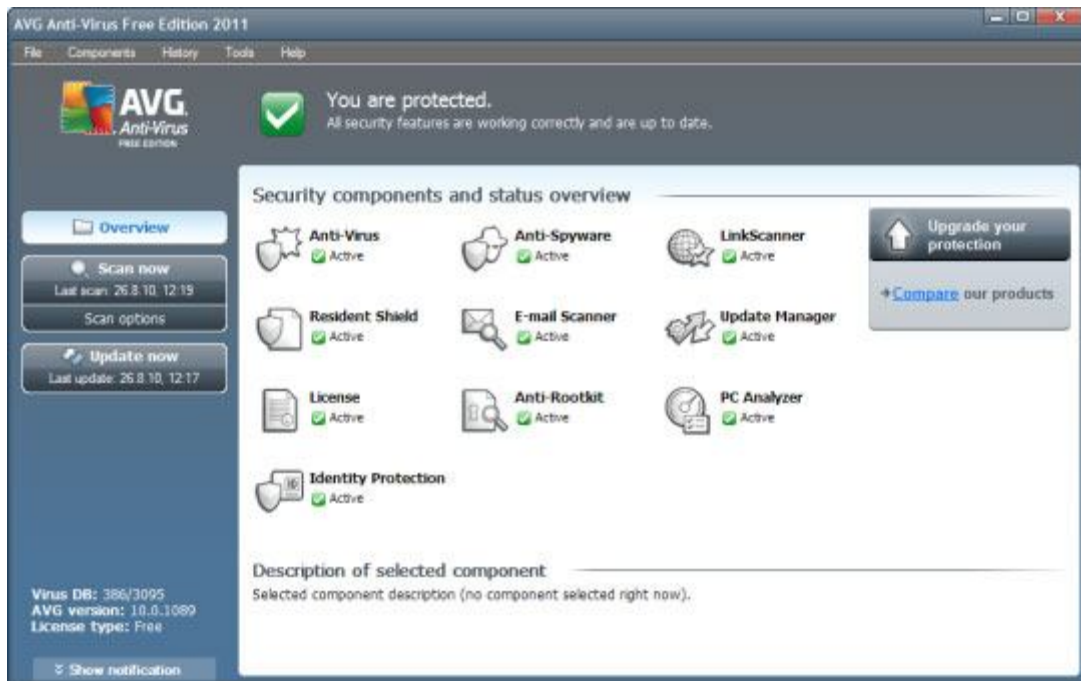 AVG Anti-Virus Free Edition 2011
File Components History Tools Help
AVG.
Anti-Virus
FREE EDITION
You are protected.
All security features are working correctly and are up to date.
Overview
Scan now
Last scan: 26.8.10, 12:19
Scan options
Update now
Last update: 26.8.10, 12:17
Security components and status overview
Anti-Virus
Active
Anti-Spyware
Active
LinkScanner
Active
Resident Shield
Active
E-mail Scanner
Active
Update Manager
Active
License
Active
Anti-Rootkit
Active
PC Analyzer
Active
Identity Protection
Active
Upgrade your
protection
Compare our products
Description of selected component
Selected component description (no component selected right now).
Virus DB: 386/3095
AVG version: 10.0.1089
License type: Free
Show notification